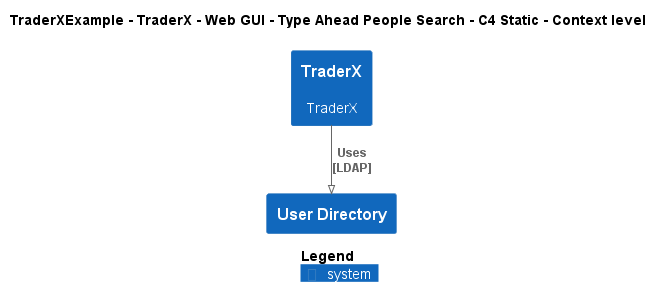 TraderXExample - TraderX - Web GUI - Type Ahead People Search - C4 Static - Context level
TraderX
TraderX
Uses
[LDAP]
User Directory
Legend
system